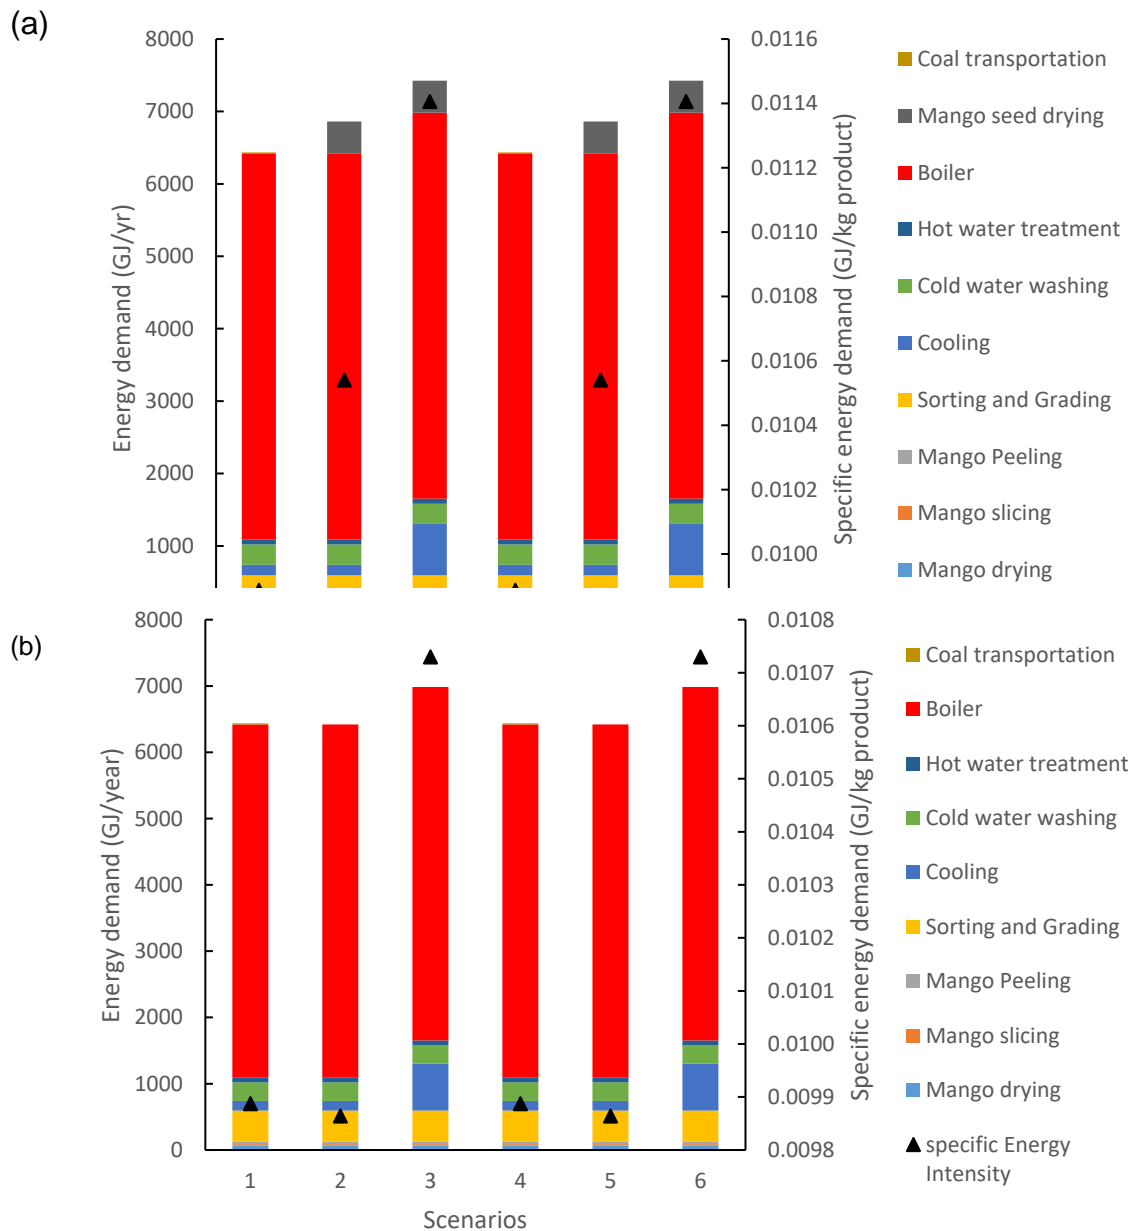 (a)
8000
7000
6000
5000
4000
3000
2000
1000
Energy demand (GJ/yr)
0.0116
0.0114
0.0112
0.0110
0.0108
0.0106
0.0104
0.0102
0.0100
Specific energy demand (GJ/kg product)
Coal transportation
Mango seed drying
Boiler
Hot water treatment
Cold water washing
Cooling
Sorting and Grading
Mango Peeling
Mango slicing
Mango drying
(b)
8000
7000
6000
5000
4000
3000
2000
1000
0
Energy demand (GJ/year)
0.0108
0.0107
0.0106
0.0105
0.0104
0.0103
0.0102
0.0101
0.0100
0.0099
0.0098
Specific energy demand (GJ/kg product)
1 2 3 4 5 6
Scenarios
Coal transportation
Boiler
Hot water treatment
Cold water washing
Cooling
Sorting and Grading
Mango Peeling
Mango slicing
Mango drying
specific Energy
Intensity